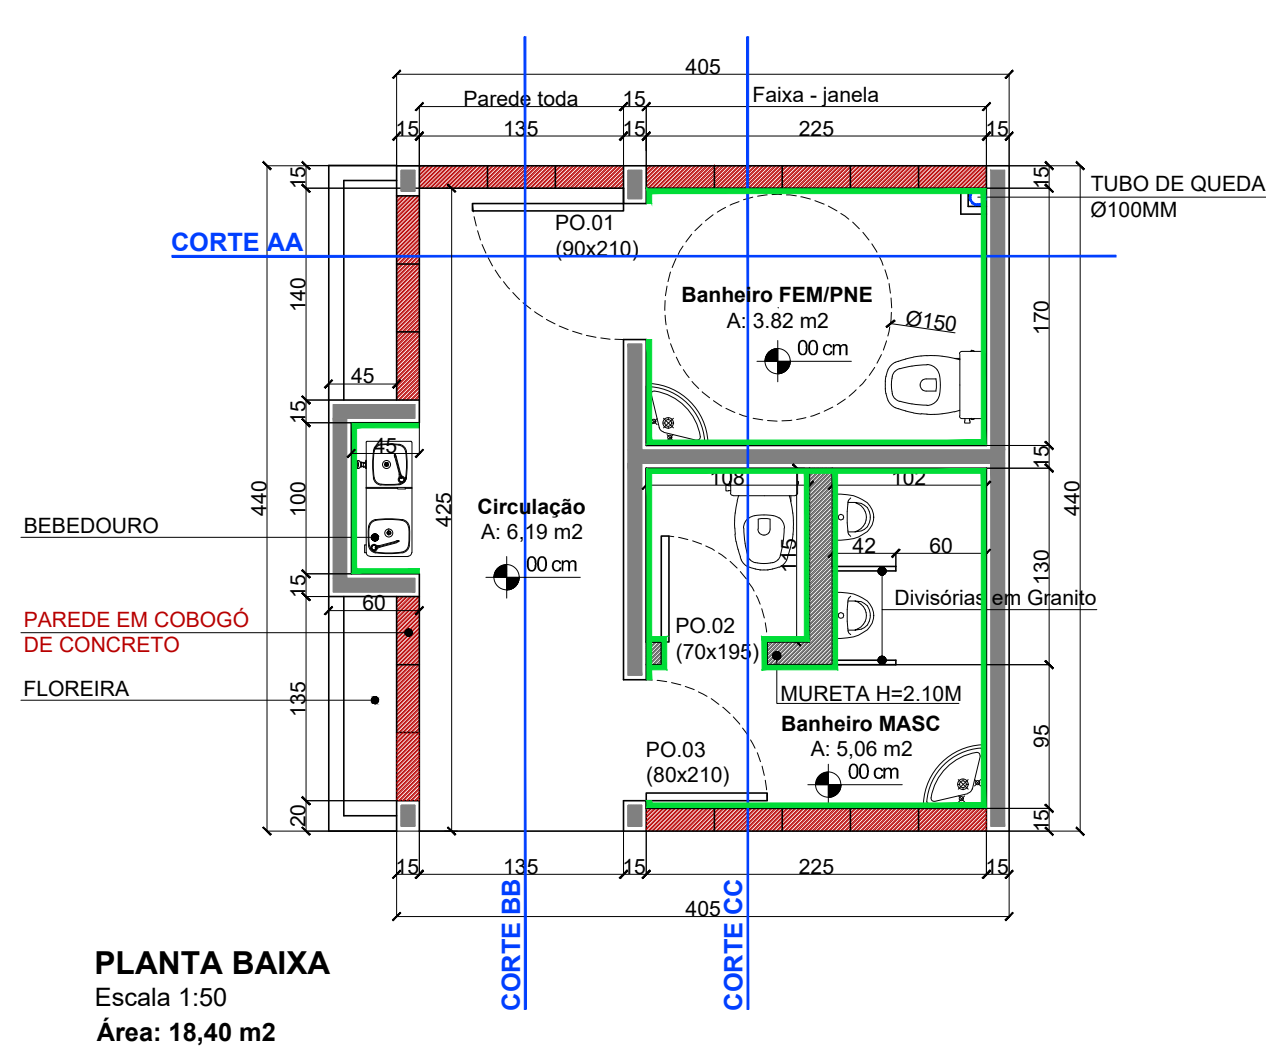 405
Parede toda
15
Faixa - janela
15
135
15
225
15
15
15
TUBO DE QUEDA
Ø100MM
PO.01
(90x210)
CORTE AA
140
Banheiro FEM/PNE
A: 3.82 m2
Ø150
170
00 cm
45
15
45
15
108
102
440
100
425
Circulação
A: 6,19 m2
440
BEBEDOURO
15
42
60
00 cm
130
15
60
Divisórias em Granito
PAREDE EM COBOGÓ
DE CONCRETO
PO.02
(70x195)
FLOREIRA
135
MURETA H=2.10M
Banheiro MASC
A: 5,06 m2
95
PO.03
(80x210)
00 cm
20
15
15
135
15
225
15
405
CORTE BB
CORTE CC
PLANTA BAIXA
Escala 1:50
Área: 18,40 m2